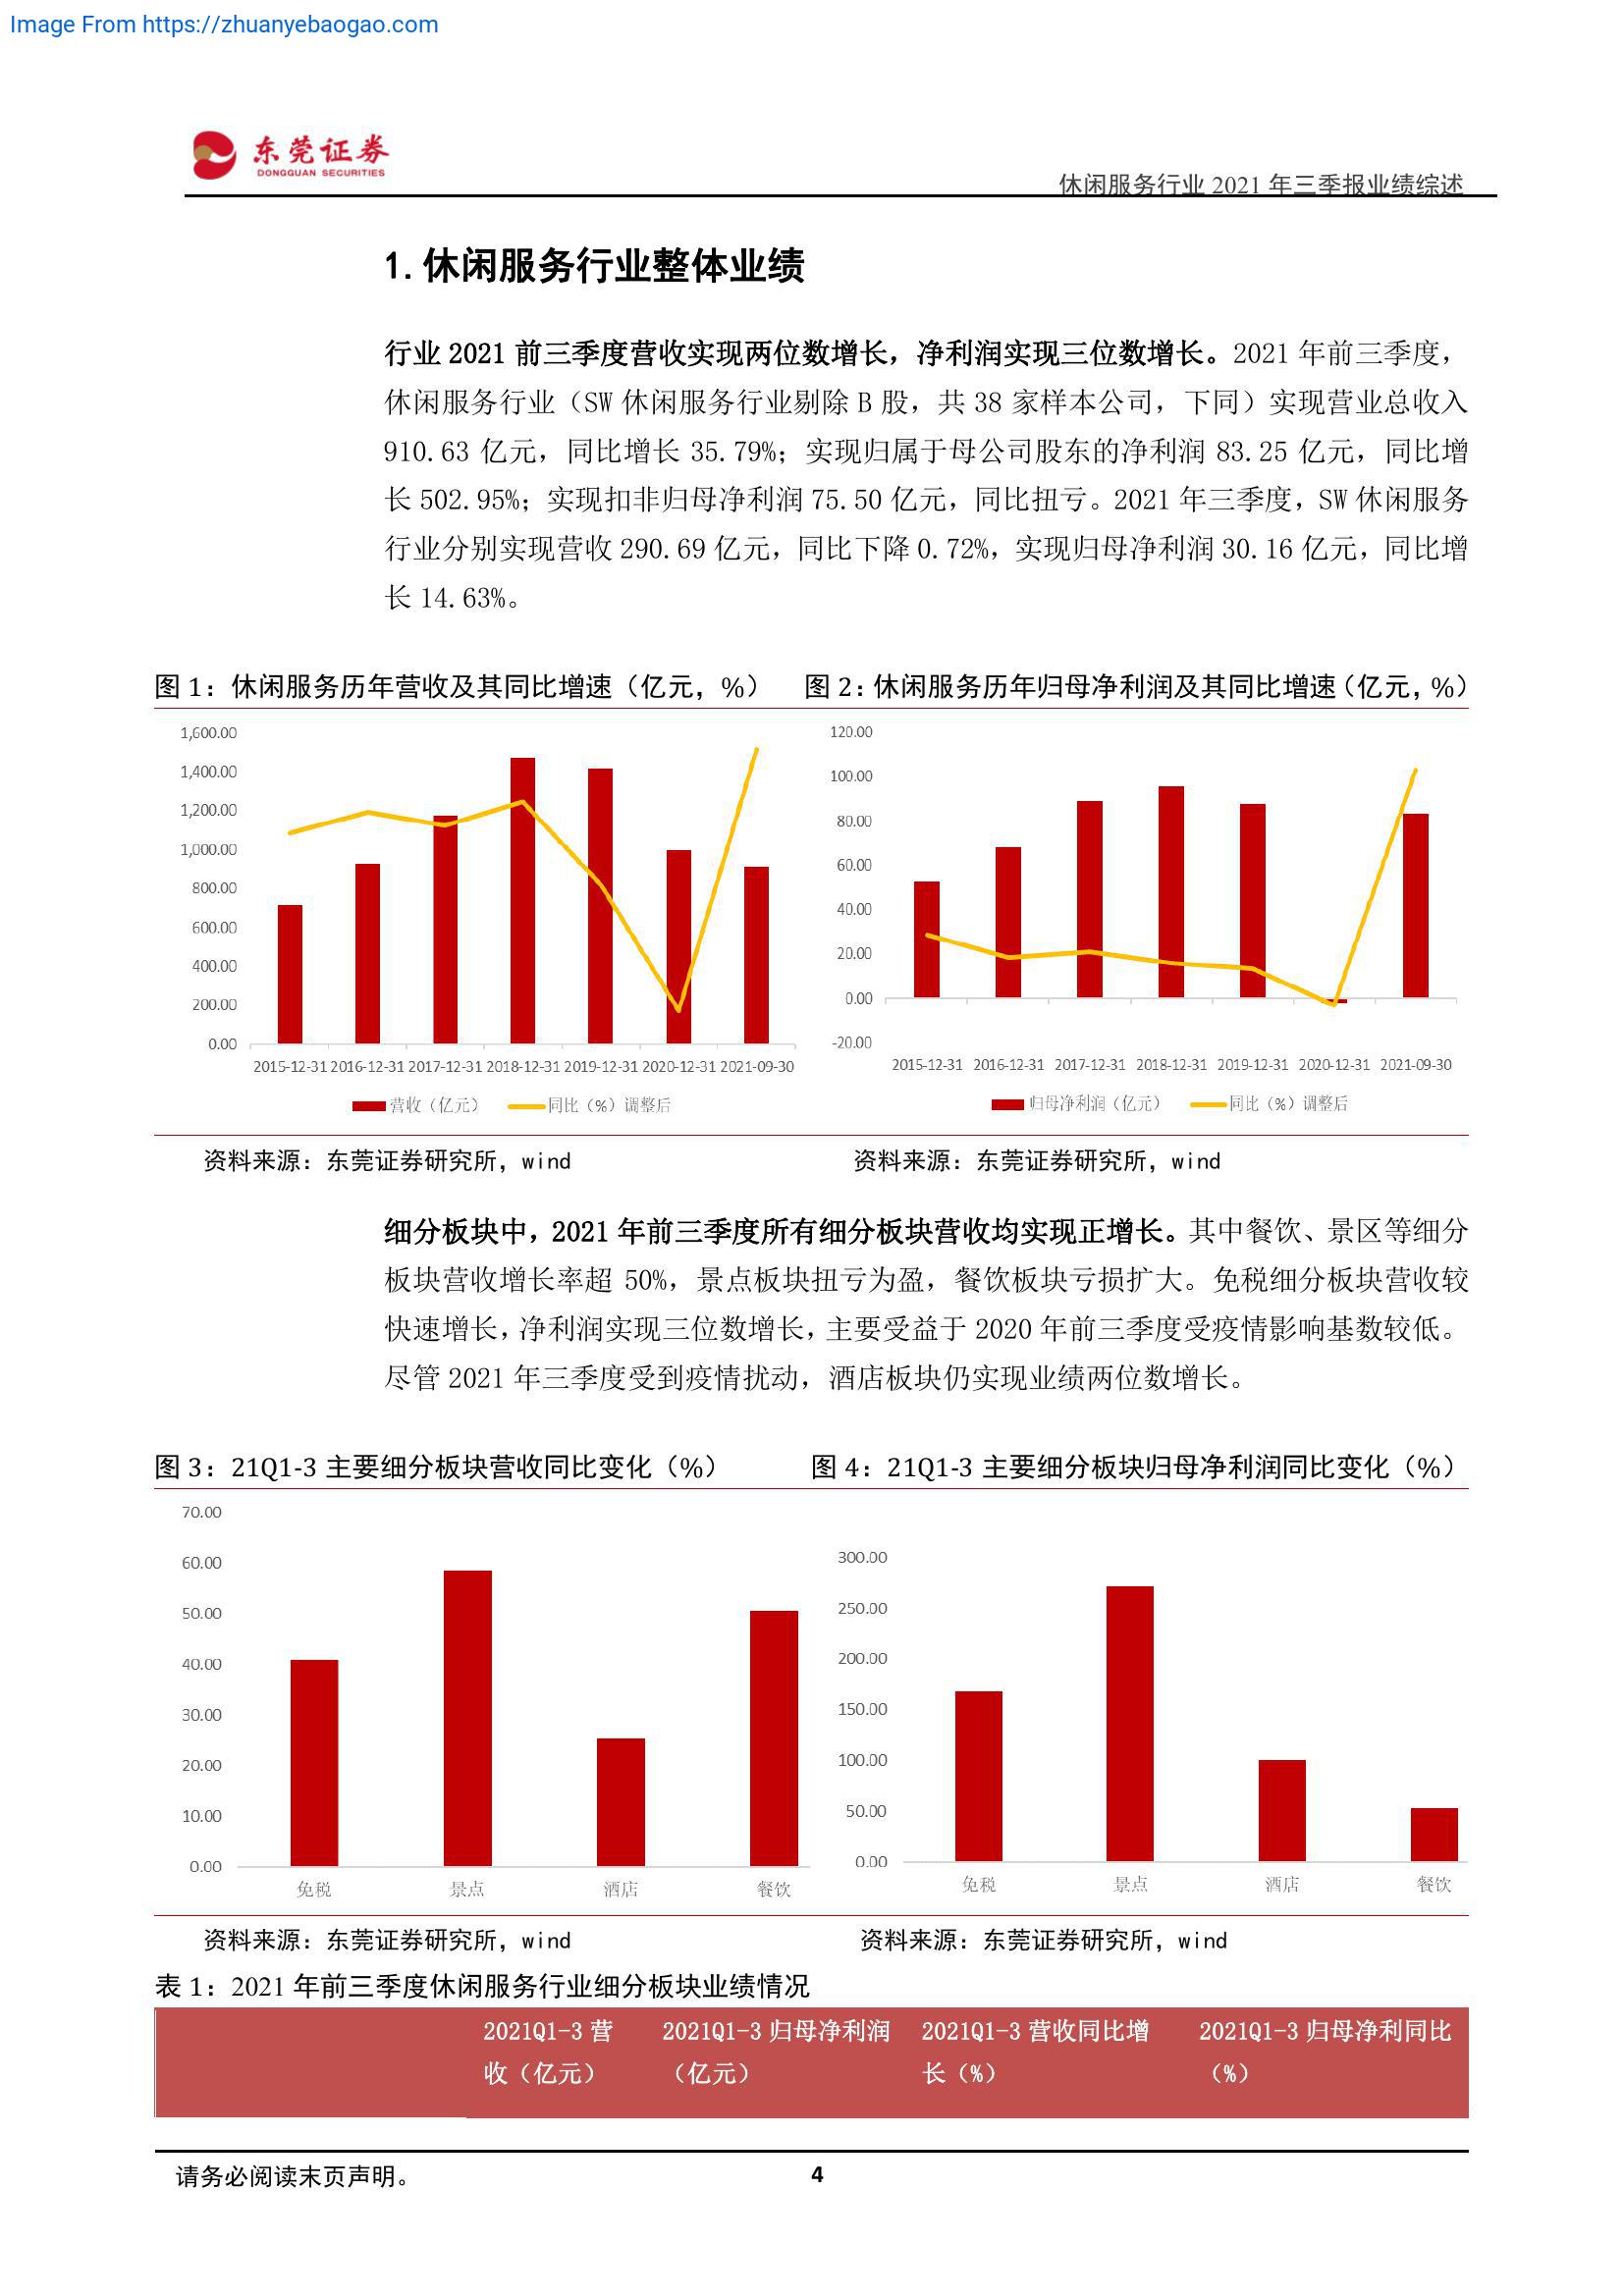 Image From https://zhuanyebaogao.com
东莞证券
DONGGUAN SECURITIES
休闲服务行业 2021 年三季报业绩综述
1. 休闲服务行业整体业绩
行业 2021 前三季度营收实现两位数增长，净利润实现三位数增长。2021 年前三季度，
休闲服务行业（SW 休闲服务行业剔除 B 股，共 38 家样本公司，下同）实现营业总收入
910.63 亿元，同比增长 35.79%；实现归属于母公司股东的净利润 83.25 亿元，同比增
长 502.95%；实现扣非归母净利润 75.50 亿元，同比扭亏。2021 年三季度，SW 休闲服务
行业分别实现营收 290.69 亿元，同比下降 0.72%，实现归母净利润 30.16 亿元，同比增
长 14.63%。
图 1：休闲服务历年营收及其同比增速（亿元，%）
1,600.00
1,400.00
1,200.00
1,000.00
800.00
600.00
400.00
200.00
0.00
2015-12-31 2016-12-31 2017-12-31 2018-12-31 2019-12-31 2020-12-31 2021-09-30
营收（亿元） 同比（%）调整后
图 2：休闲服务历年归母净利润及其同比增速（亿元，%）
120.00
100.00
80.00
60.00
40.00
20.00
0.00
-20.00
2015-12-31 2016-12-31 2017-12-31 2018-12-31 2019-12-31 2020-12-31 2021-09-30
归母净利润（亿元） 同比（%）调整后
资料来源：东莞证券研究所，wind
资料来源：东莞证券研究所，wind
细分板块中，2021 年前三季度所有细分板块营收均实现正增长。其中餐饮、景区等细分
板块营收增长率超 50%，景点板块扭亏为盈，餐饮板块亏损扩大。免税细分板块营收较
快速增长，净利润实现三位数增长，主要受益于 2020 年前三季度受疫情影响基数较低。
尽管 2021 年三季度受到疫情扰动，酒店板块仍实现业绩两位数增长。
图 3：21Q1-3 主要细分板块营收同比变化（%）
70.00
60.00
50.00
40.00
30.00
20.00
10.00
0.00
免税 景点 酒店 餐饮
图 4：21Q1-3 主要细分板块归母净利润同比变化（%）
300.00
250.00
200.00
150.00
100.00
50.00
0.00
免税 景点 酒店 餐饮
资料来源：东莞证券研究所，wind
资料来源：东莞证券研究所，wind
表 1：2021 年前三季度休闲服务行业细分板块业绩情况
2021Q1-3 营 2021Q1-3 归母净利润 2021Q1-3 营收同比增 2021Q1-3 归母净利同比
收（亿元） （亿元） 长（%） （%）
请务必阅读末页声明。
4